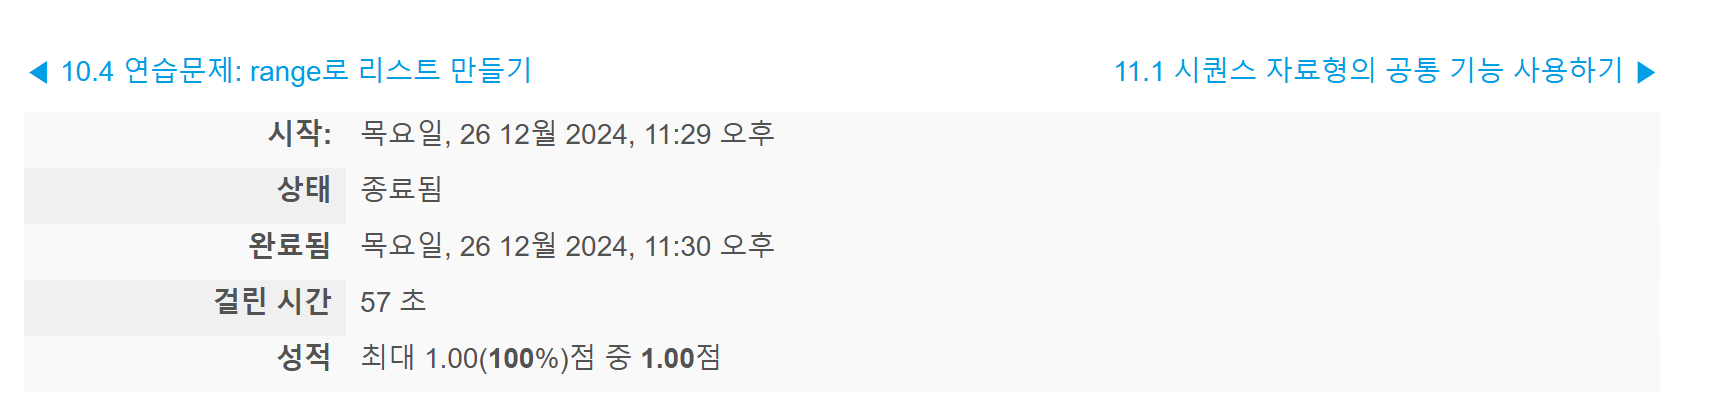 ◀ 10.4 연습문제: range로 리스트 만들기
11.1 시퀀스 자료형의 공통 기능 사용하기 ▶
시작: 목요일, 26 12월 2024, 11:29 오후
상태 종료됨
완료됨 목요일, 26 12월 2024, 11:30 오후
걸린 시간 57 초
성적 최대 1.00(100%)점 중 1.00점